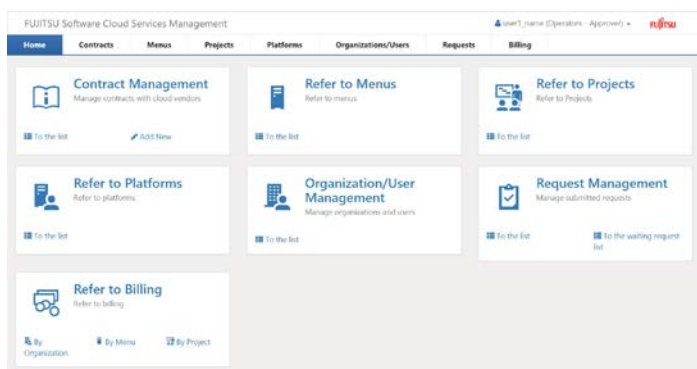 FUJITSU Software Cloud Services Management
user1_name (Operators - Approver)
FUJITSU
Home Contracts Menus Projects Platforms Organizations/Users Requests Billing
Contract Management
Manage contracts with cloud vendors
To the list Add New
Refer to Menus
Refer to menus
To the list
Refer to Projects
Refer to Projects
To the list
Refer to Platforms
Refer to platforms
To the list
Organization/User
Management
Manage organizations and users
To the list
Request Management
Manage submitted requests
To the list To the waiting request
list
Refer to Billing
Refer to billing
By
Organization
By Menu By Project